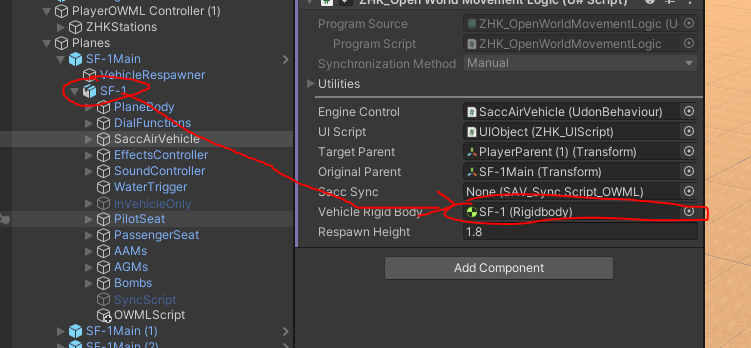 PlayerOWML Controller (1)
ZHKStations
Planes
SF-1Main
VehicleRespawner
SF-1
PlaneBody
DialFunctions
SaccAirVehicle
EffectsController
SoundController
WaterTrigger
InVehicleOnly
PilotSeat
PassengerSeat
AAMs
AGMs
Bombs
SyncScript
OWMLScript
SF-1Main (1)
SF-1Main (2)
ZHK_Open World Movement Logic (U# Script)
Program Source
ZHK_OpenWorldMovementLogic (U
Program Script
ZHK_OpenWorldMovementLogic
Synchronization Method
Manual
Utilities
Engine Control
SaccAirVehicle (UdonBehaviour)
UI Script
UIObject (ZHK_UIScript)
Target Parent
PlayerParent (1) (Transform)
Original Parent
SF-1Main (Transform)
Sacc Sync
None (SAV_Sync Script_OWML)
Vehicle Rigid Body
SF-1 (Rigidbody)
Respawn Height
1.8
Add Component